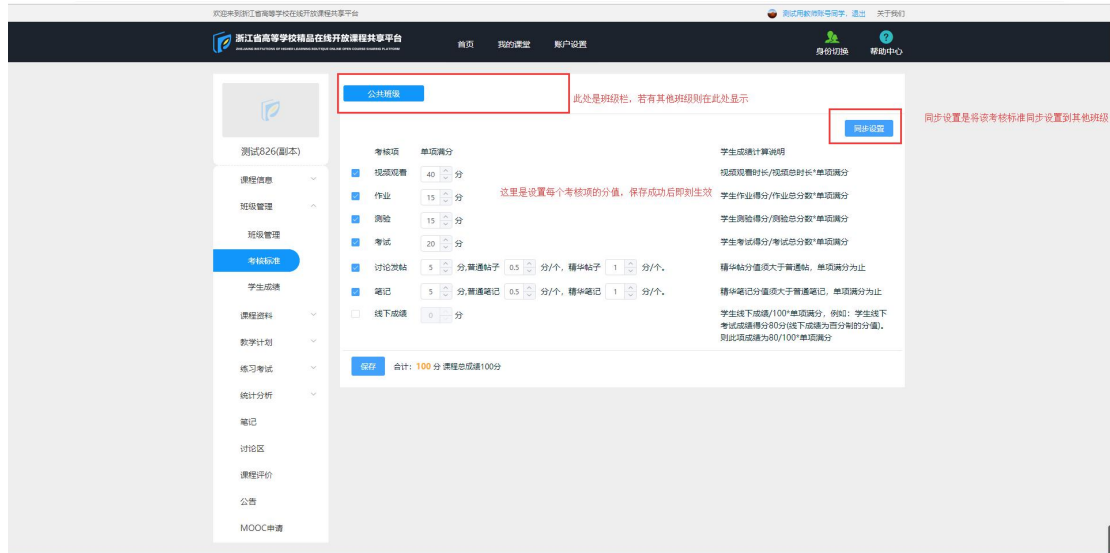 欢迎来到浙江省高等学校在线开放课程共享平台
测试用教师账号同学, 退出 关于我们
浙江省高等学校精品在线开放课程共享平台
首页 我的课堂 账户设置
身份切换 帮助中心
公共班级
此处是班级栏，若有其他班级则在此处显示
同步设置
同步设置是将该考核标准同步设置到其他班级
测试826(副本)
课程信息
班级管理
班级管理
考核标准
学生成绩
课程资料
教学计划
练习考试
统计分析
笔记
讨论区
课程评价
公告
MOOC申请
考核项 单项满分 学生成绩计算说明
视频观看 40 分 视频观看时长/视频总时长*单项满分
这里是设置每个考核项的分值，保存成功后即刻生效
作业 15 分 学生作业得分/作业总分数*单项满分
测验 15 分 学生测验得分/测验总分数*单项满分
考试 20 分 学生考试得分/考试总分数*单项满分
讨论发帖 5 分,普通帖子 0.5 分/个，精华帖子 1 分/个。 精华帖分值须大于普通帖，单项满分为止
笔记 5 分,普通笔记 0.5 分/个，精华笔记 1 分/个。 精华笔记分值须大于普通笔记，单项满分为止
线下成绩 0 分 学生线下成绩/100*单项满分，例如：学生线下
考试成绩得分80分(线下成绩为百分制的分值)。
则此项成绩为80/100*单项满分
保存 合计：100 分 课程总成绩100分